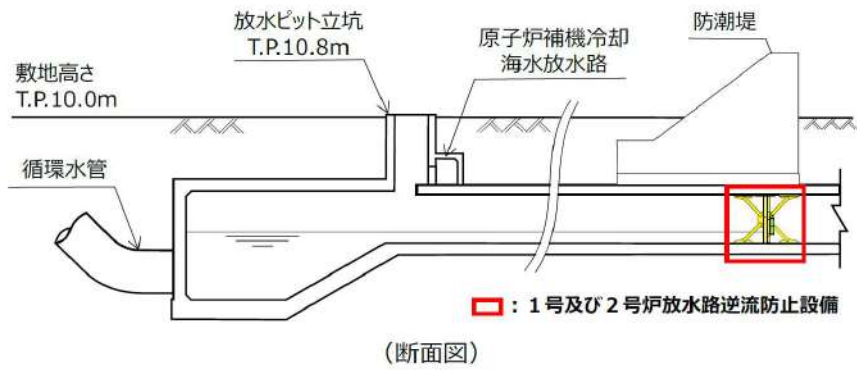 放水ピット立坑
T.P.10.8m
原子炉補機冷却
海水放水路
防潮堤
敷地高さ
T.P.10.0m
循環水管
：１号及び２号炉放水路逆流防止設備
（断面図）